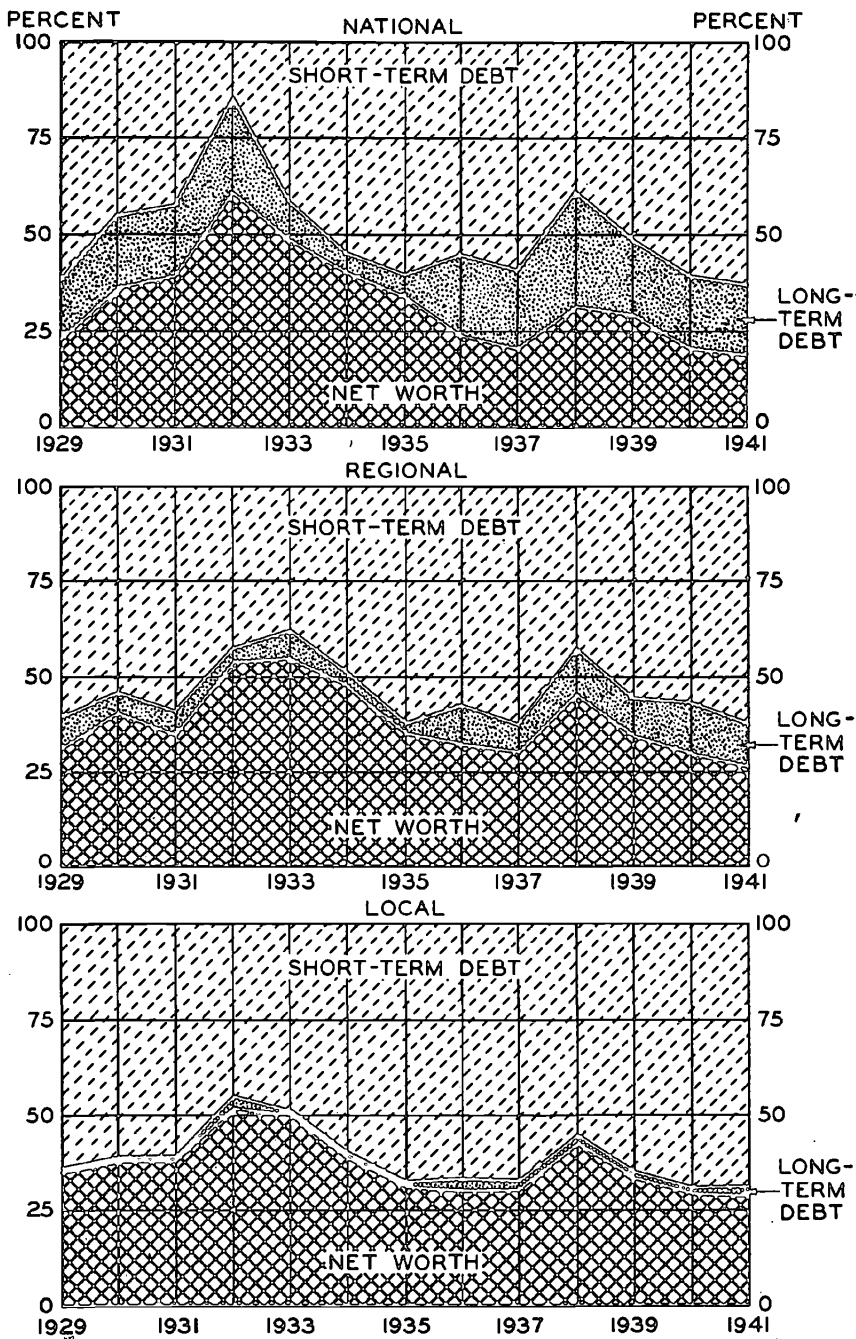 PERCENT PERCENT
NATIONAL
100 100
SHORT-TERM DEBT
75 75
50 50
LONG-
TERM
DEBT
25 25
NET WORTH
0 0
1929 1931 1933 1935 1937 1939 1941
REGIONAL
100 100
SHORT-TERM DEBT
75 75
50 50
LONG-
TERM
DEBT
25 25
NET WORTH
0 0
1929 1931 1933 1935 1937 1939 1941
LOCAL
100 100
SHORT-TERM DEBT
75 75
50 50
LONG-
TERM
DEBT
25 25
NET WORTH
0 0
1929 1931 1933 1935 1937 1939 1941